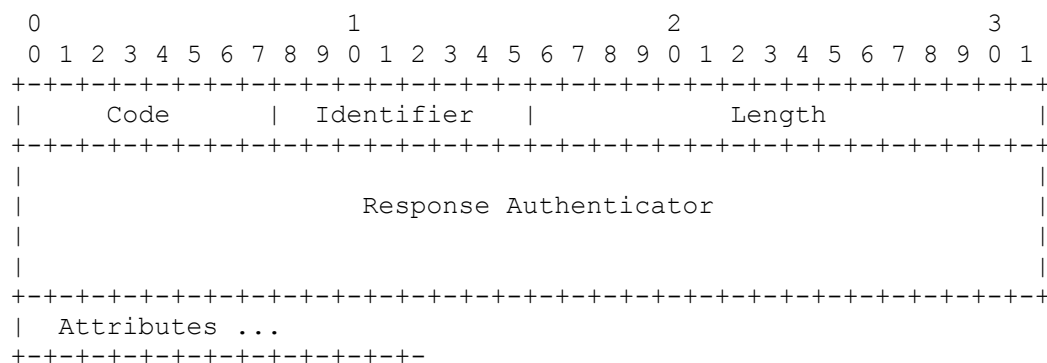 0                   1                   2                   3
 0 1 2 3 4 5 6 7 8 9 0 1 2 3 4 5 6 7 8 9 0 1 2 3 4 5 6 7 8 9 0 1
+-+-+-+-+-+-+-+-+-+-+-+-+-+-+-+-+-+-+-+-+-+-+-+-+-+-+-+-+-+-+-+-+
|     Code      |  Identifier   |            Length             |
+-+-+-+-+-+-+-+-+-+-+-+-+-+-+-+-+-+-+-+-+-+-+-+-+-+-+-+-+-+-+-+-+
|                                                               |
|                     Response Authenticator                    |
|                                                               |
|                                                               |
+-+-+-+-+-+-+-+-+-+-+-+-+-+-+-+-+-+-+-+-+-+-+-+-+-+-+-+-+-+-+-+-+
|  Attributes ...
+-+-+-+-+-+-+-+-+-+-+-+-+-